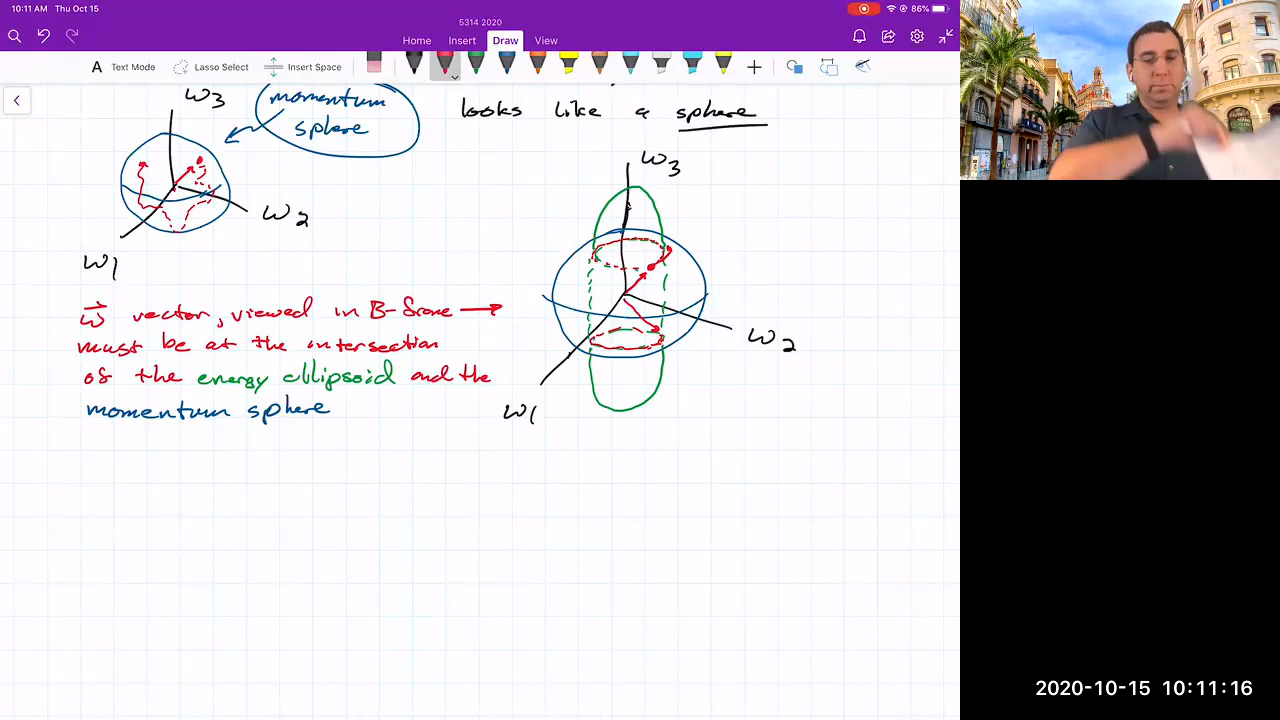 10:11 AM Thu Oct 15
86%
5314 2020
Home Insert Draw View
Text Mode Lasso Select Insert Space
momentum
sphere
looks like a sphere
ω3
ω2
ω1
ω3
ω2
ω1
ω vector, viewed in B-frame →
must be at the intersection
of the energy ellipsoid and the
momentum sphere
2020-10-15 10:11:16